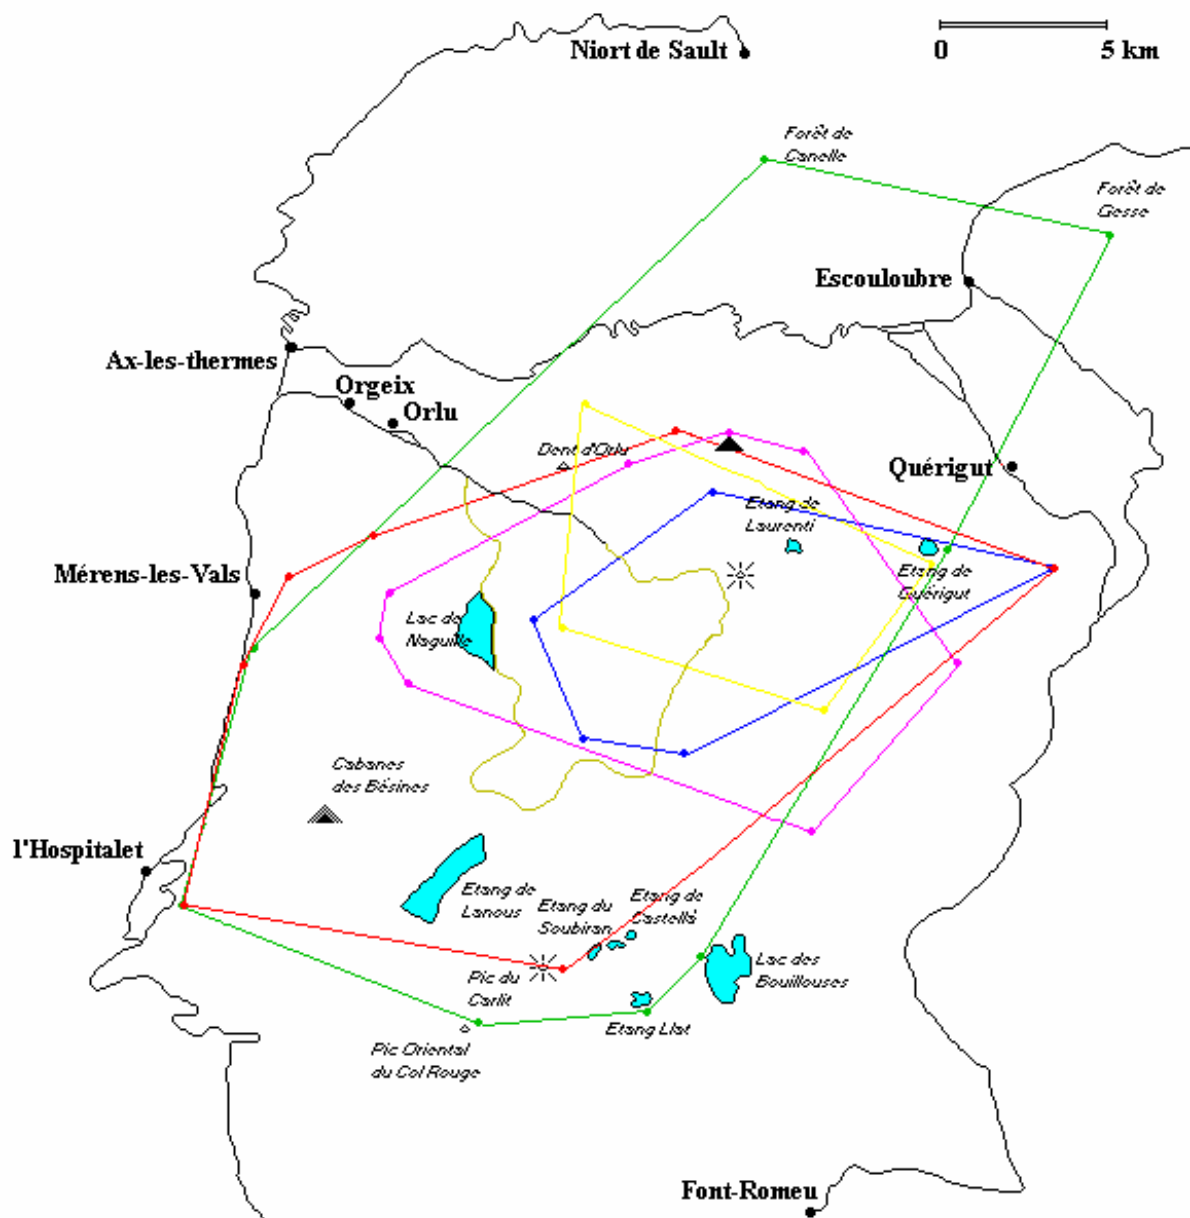 Niort de Sault
0 5 km
Forêt de
Canelle
Forêt de
Gesse
Escouloubre
Ax-les-thermes
Orgeix
Orlu
Dent d'Orlu
Quérigut
Etang de
Laurenti
Mérens-les-Vals
Etang de
Quérigut
Lac de
Naguille
Cabanes
des Bésines
l'Hospitalet
Etang de
Lanous
Etang du
Soubiran
Etang de
Castellà
Pic du
Carlit
Lac des
Bouillouses
Etang Llat
Pic Oriental
du Col Rouge
Font-Romeu